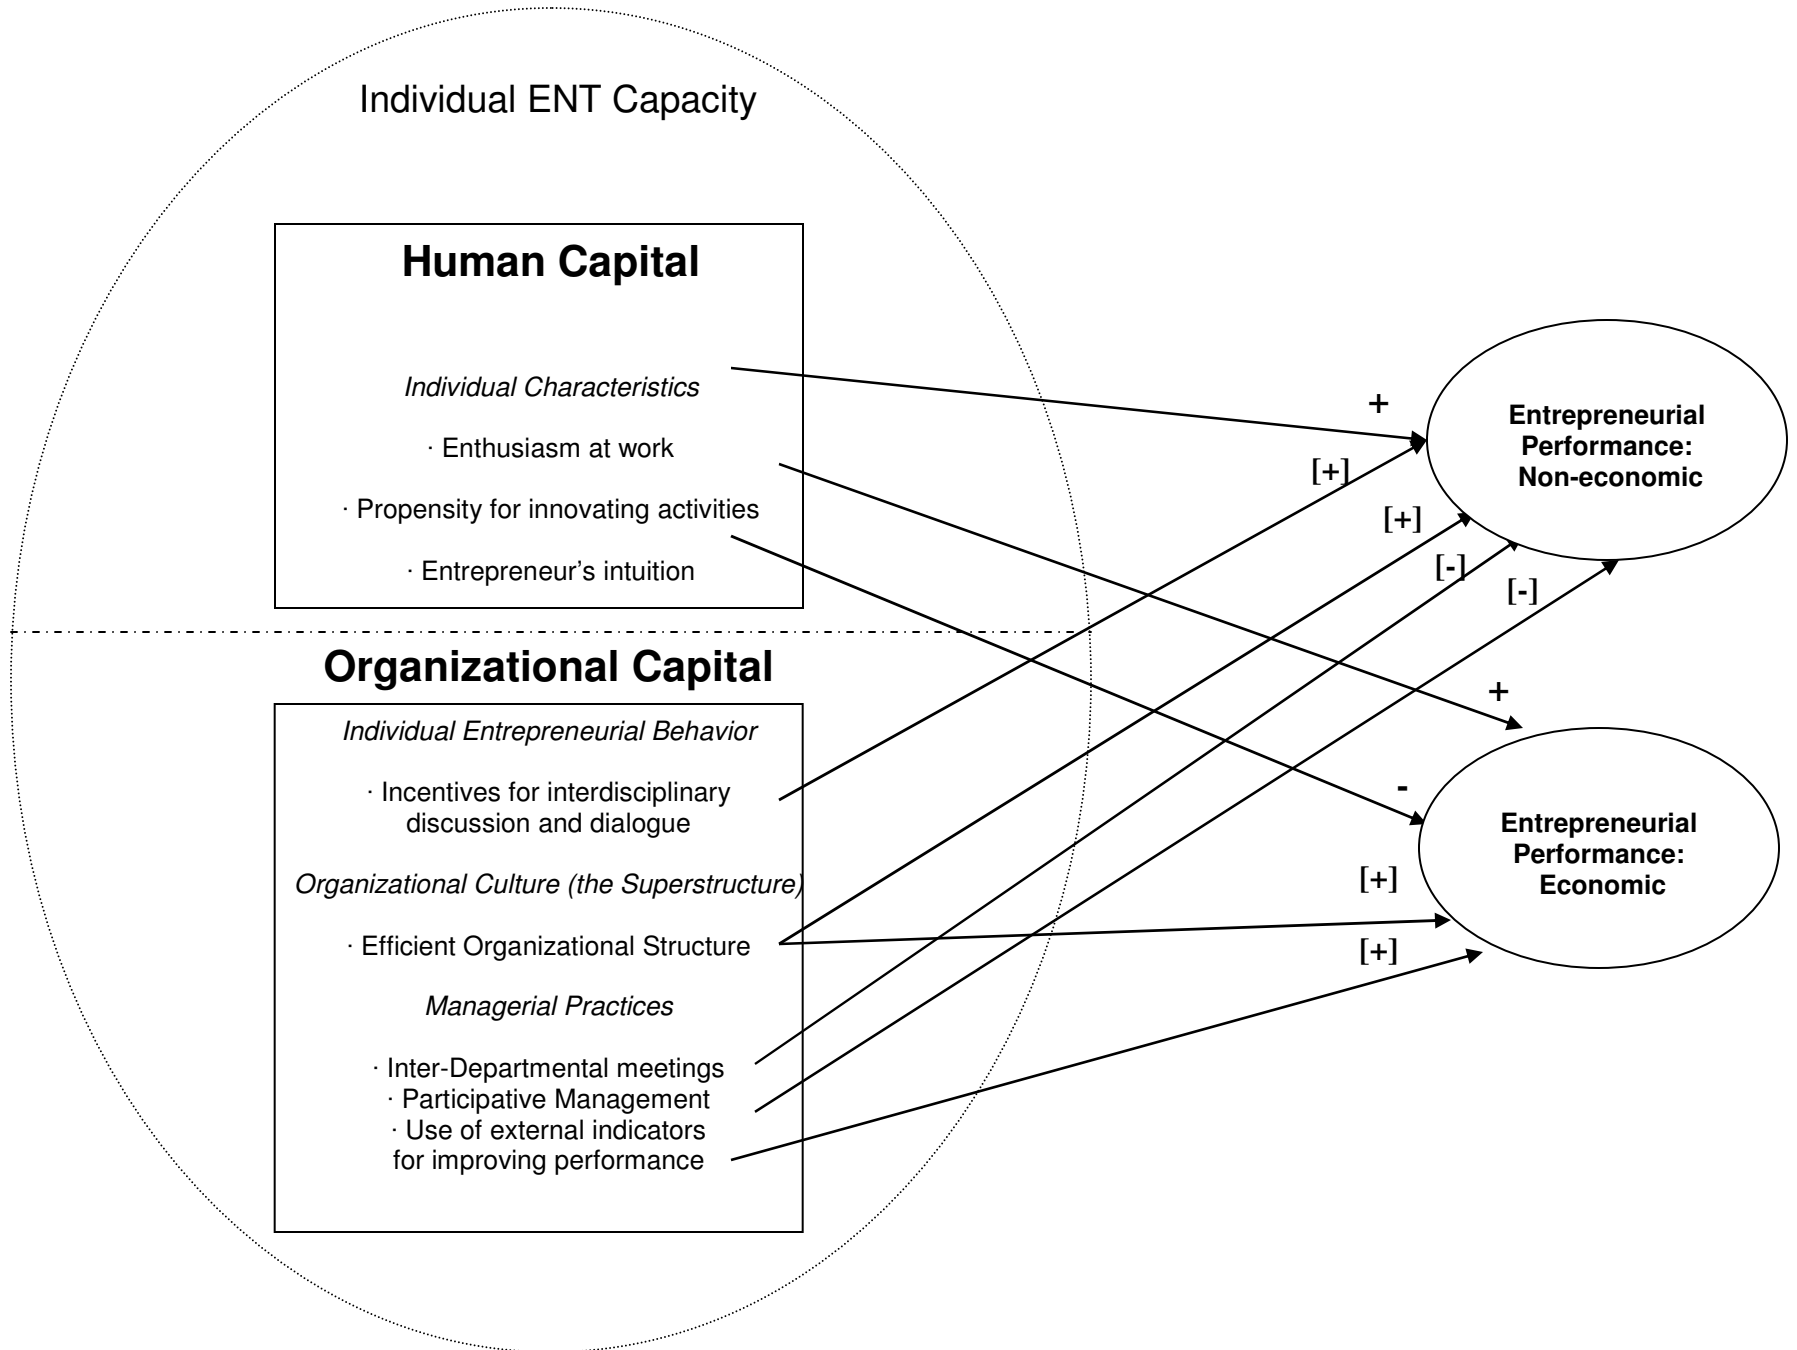 Individual ENT Capacity
Human Capital
Individual Characteristics
· Enthusiasm at work
· Propensity for innovating activities
· Entrepreneur’s intuition
Organizational Capital
Individual Entrepreneurial Behavior
· Incentives for interdisciplinary
discussion and dialogue
Organizational Culture (the Superstructure)
· Efficient Organizational Structure
Managerial Practices
· Inter-Departmental meetings
· Participative Management
· Use of external indicators
for improving performance
+
[+]
[+]
[-]
[-]
Entrepreneurial
Performance:
Non-economic
+
-
[+]
[+]
Entrepreneurial
Performance:
Economic